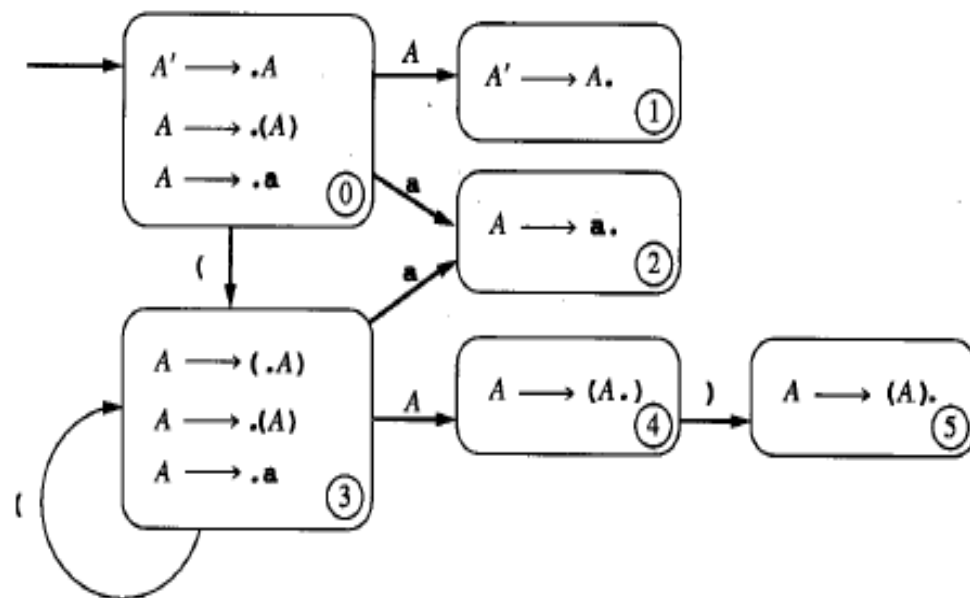 A' ⟶ .A
A ⟶ .(A)
A ⟶ .a
0
A
A' ⟶ A.
1
a
A ⟶ a.
2
(
a
A ⟶ (.A)
A ⟶ .(A)
A ⟶ .a
3
A
A ⟶ (A.)
4
)
A ⟶ (A).
5
(